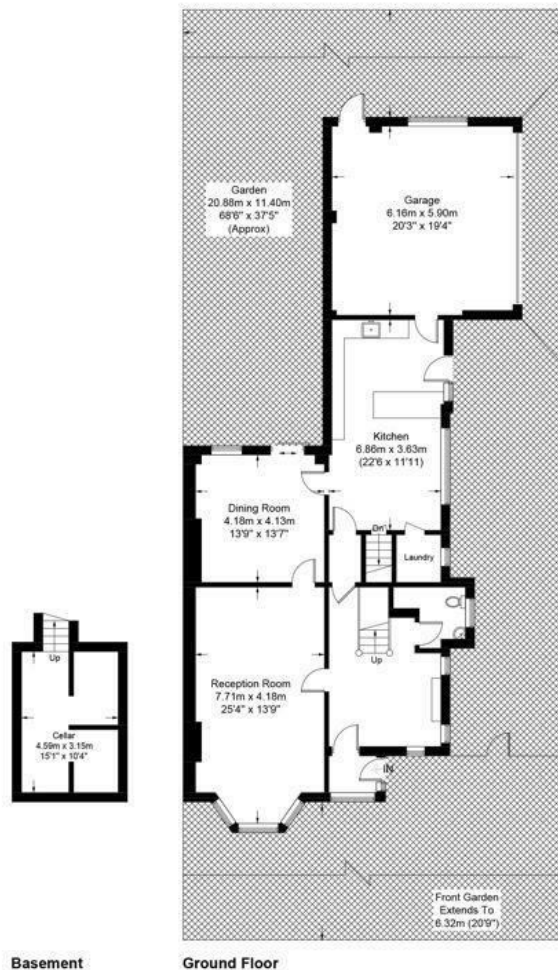 Garden
20.88m x 11.40m
68'6" x 37'5"
(Approx)
Garage
6.16m x 5.90m
20'3" x 19'4"
Kitchen
6.86m x 3.63m
(22'6 x 11'11)
Dining Room
4.18m x 4.13m
13'9" x 13'7"
Dn
Laundry
Reception Room
7.71m x 4.18m
25'4" x 13'9"
Up
IN
Up
Cellar
4.59m x 3.15m
15'1" x 10'4"
Front Garden
Extends To
6.32m (20'9")
Basement
Ground Floor